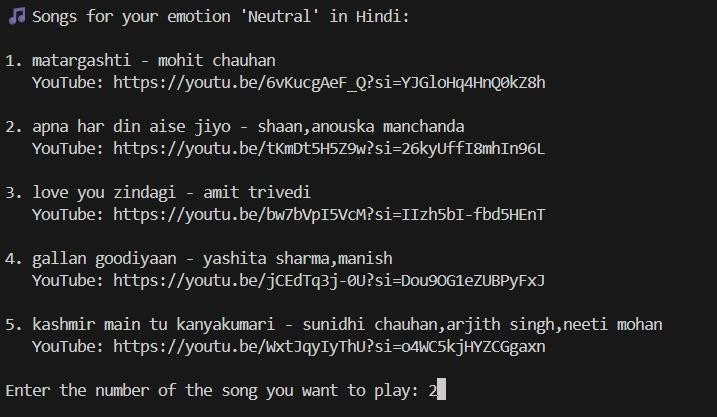 🎵 Songs for your emotion 'Neutral' in Hindi:
1. matargashti - mohit chauhan
YouTube: https://youtu.be/6vKucgAeF_Q?si=YJGloHq4HnQ0kZ8h
2. apna har din aise jiyo - shaan,anouska manchanda
YouTube: https://youtu.be/tKmDt5H5Z9w?si=26kyUffI8mhIn96L
3. love you zindagi - amit trivedi
YouTube: https://youtu.be/bw7bVpI5VcM?si=IIzh5bI-fbd5HEnT
4. gallan goodiyaan - yashita sharma,manish
YouTube: https://youtu.be/jCEdTq3j-0U?si=Dou9OG1eZUBPyFxJ
5. kashmir main tu kanyakumari - sunidhi chauhan,arjith singh,neeti mohan
YouTube: https://youtu.be/WxtJqyIyThU?si=o4WC5kjHYZCGgaxn
Enter the number of the song you want to play: 2